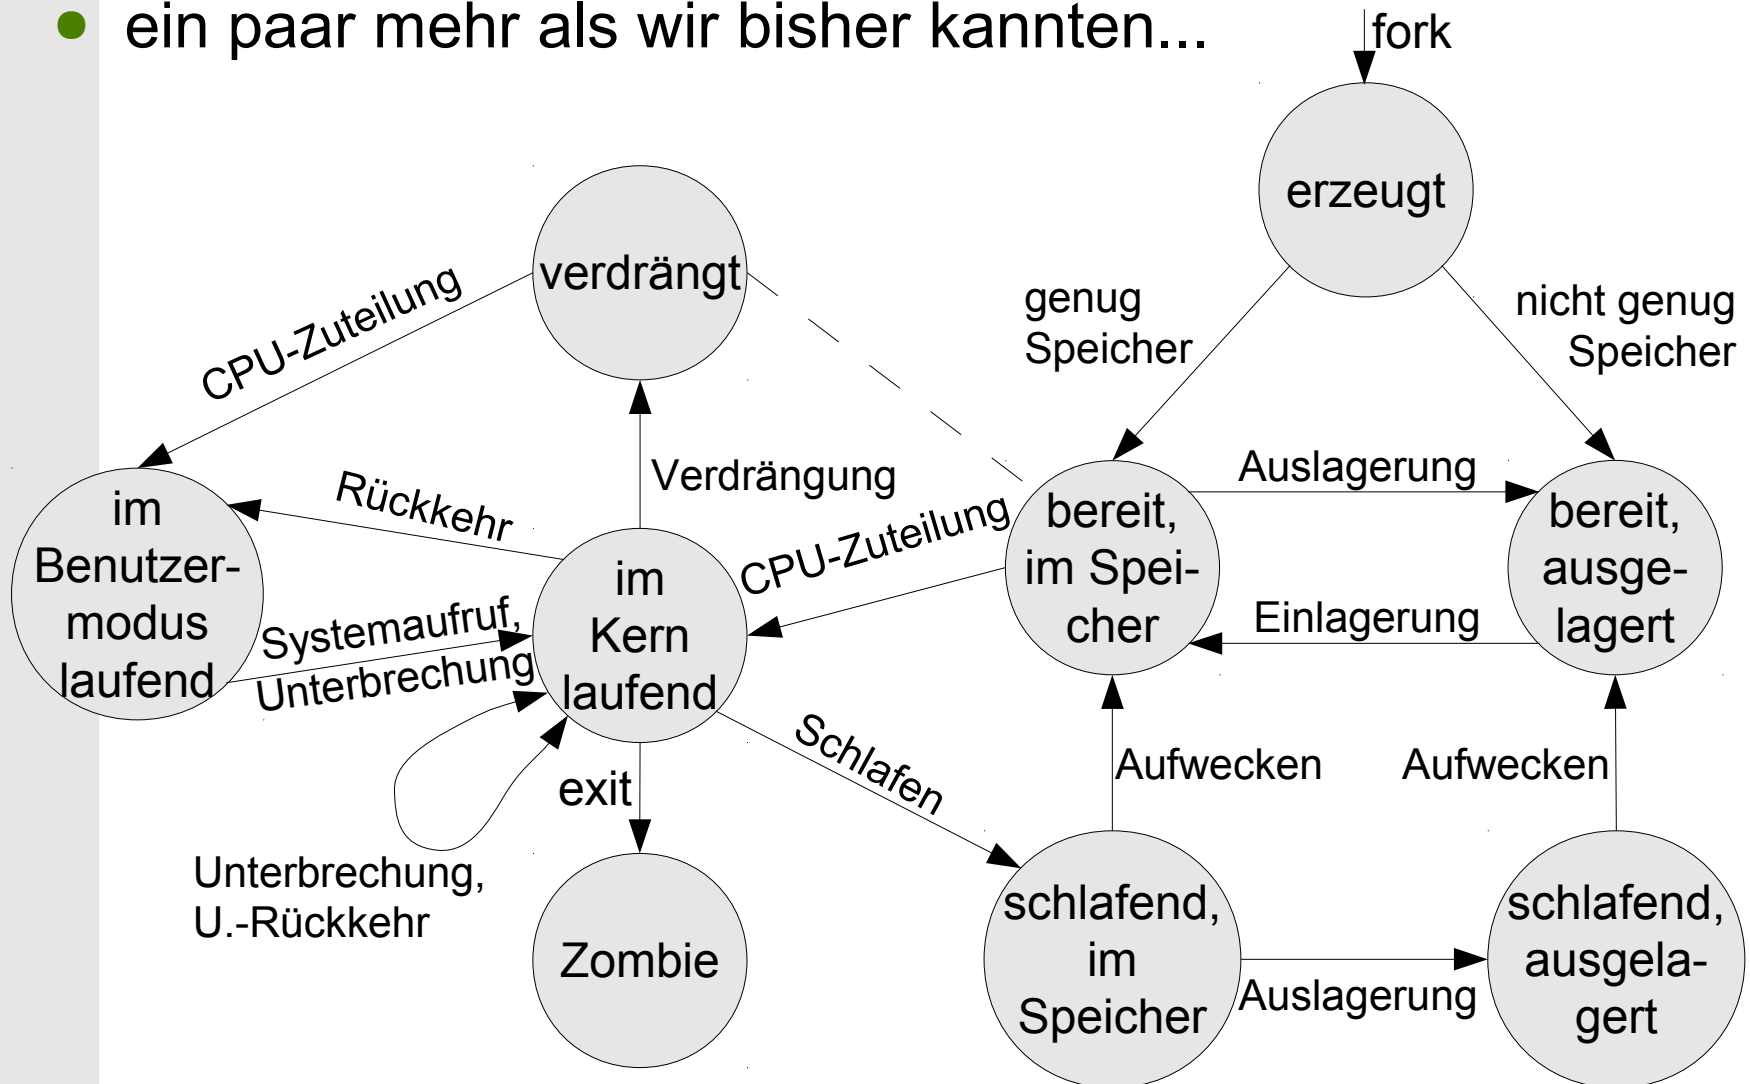 ein paar mehr als wir bisher kannten...
fork
erzeugt
verdrängt
genug
Speicher
nicht genug
Speicher
CPU-Zuteilung
Verdrängung
Auslagerung
Rückkehr
CPU-Zuteilung
im
Benutzer-
modus
laufend
im
Kern
laufend
bereit,
im Spei-
cher
bereit,
ausge-
lagert
Einlagerung
Systemaufruf,
Unterbrechung
Schlafen
Aufwecken
Aufwecken
exit
Unterbrechung,
U.-Rückkehr
Zombie
schlafend,
im
Speicher
Auslagerung
schlafend,
ausgela-
gert